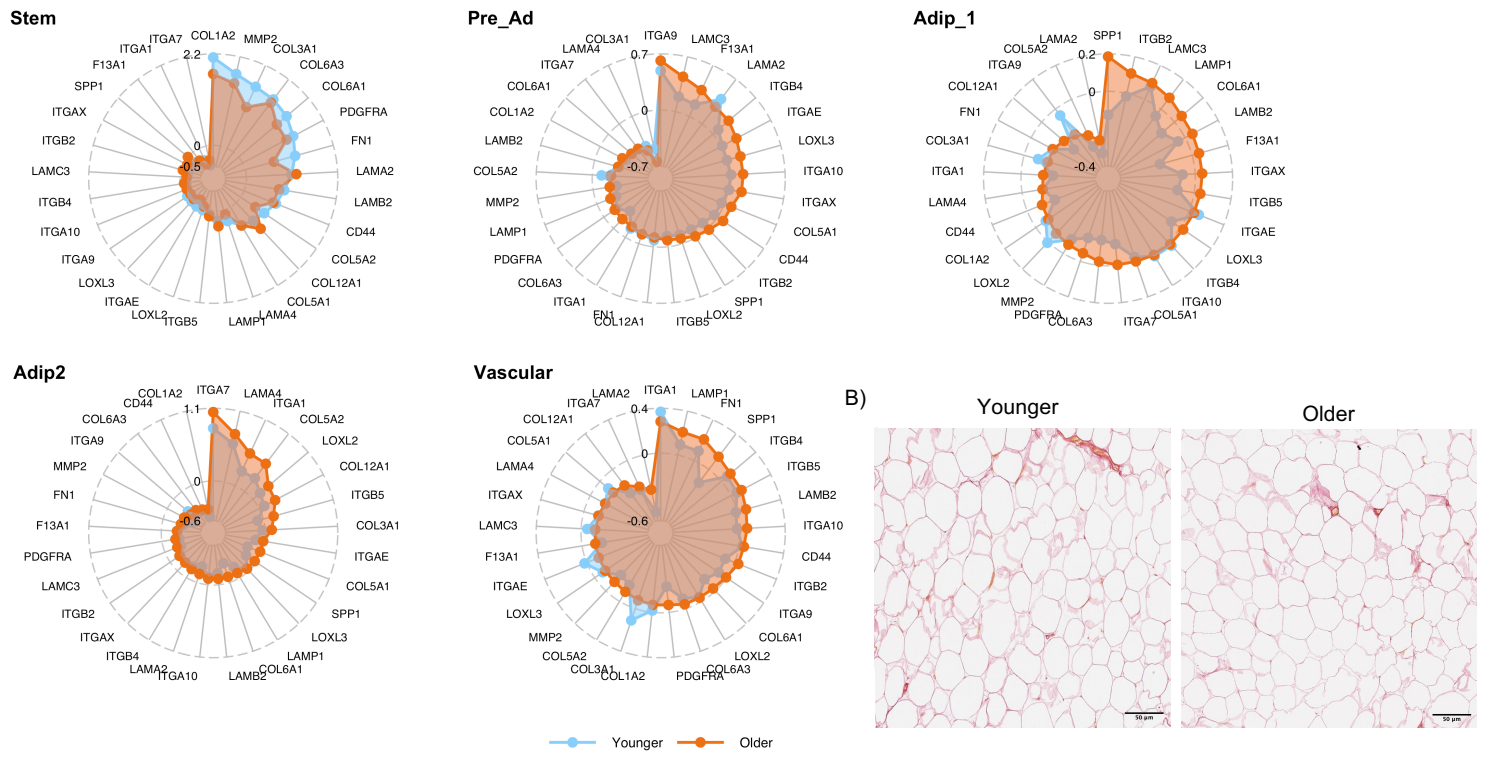 Stem
COL1A2
MMP2
COL3A1
COL6A3
COL6A1
PDGFRA
FN1
LAMA2
LAMB2
CD44
COL5A2
COL12A1
COL5A1
LAMA4
LAMP1
ITGB5
LOXL2
ITGAE
LOXL3
ITGA9
ITGA10
ITGB4
LAMC3
ITGB2
ITGAX
SPP1
F13A1
ITGA1
ITGA7
2.2
0
-0.5
Pre_Ad
ITGA9
LAMC3
F13A1
LAMA2
ITGB4
ITGAE
LOXL3
ITGA10
ITGAX
COL5A1
CD44
ITGB2
SPP1
LOXL2
ITGB5
COL12A1
FN1
ITGA1
COL6A3
PDGFRA
LAMP1
MMP2
COL5A2
LAMB2
COL1A2
COL6A1
ITGA7
LAMA4
COL3A1
0.7
0
-0.7
Adip_1
SPP1
ITGB2
LAMC3
LAMP1
COL6A1
LAMB2
F13A1
ITGAX
ITGB5
ITGAE
LOXL3
ITGB4
ITGA10
COL5A1
ITGA7
COL6A3
PDGFRA
MMP2
LOXL2
COL1A2
CD44
LAMA4
ITGA1
COL3A1
FN1
COL12A1
ITGA9
COL5A2
LAMA2
0.2
0
-0.4
Adip2
ITGA7
LAMA4
ITGA1
COL5A2
LOXL2
COL12A1
ITGB5
COL3A1
ITGAE
COL5A1
SPP1
LOXL3
LAMP1
COL6A1
LAMB2
ITGA10
LAMA2
ITGB4
ITGAX
ITGB2
LAMC3
PDGFRA
F13A1
FN1
MMP2
ITGA9
COL6A3
CD44
COL1A2
1.1
0
-0.6
Vascular
ITGA1
LAMP1
FN1
SPP1
ITGB4
ITGB5
LAMB2
ITGA10
CD44
ITGB2
ITGA9
COL6A1
LOXL2
COL6A3
PDGFRA
COL1A2
COL3A1
COL5A2
MMP2
LOXL3
ITGAE
F13A1
LAMC3
ITGAX
LAMA4
COL5A1
COL12A1
ITGA7
LAMA2
0.4
0
-0.6
Younger
Older
B)
Younger
Older
50 µm
50 µm